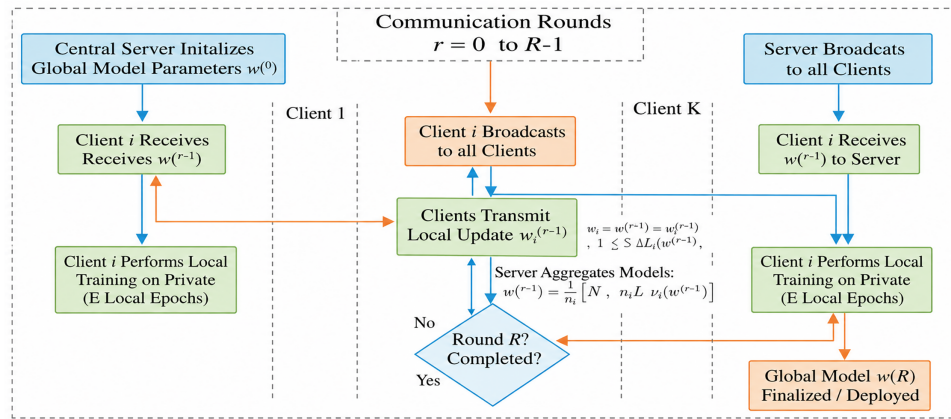 Communication Rounds
r = 0 to R-1
Central Server Initalizes
Global Model Parameters w⁽⁰⁾
Server Broadcats
to all Clients
Client 1
Client K
Client i Receives
Receives w⁽ʳ⁻¹⁾
Client i Broadcasts
to all Clients
Client i Receives
w⁽ʳ⁻¹⁾ to Server
Clients Transmit
Local Update wᵢ⁽ʳ⁻¹⁾
wᵢ = w⁽ʳ⁻¹⁾ = wᵢ⁽ʳ⁻¹⁾
, 1 ≤ S ΔLᵢ(w⁽ʳ⁻¹⁾,
Client i Performs Local
Training on Private
(E Local Epochs)
Server Aggregates Models:
w⁽ʳ⁻¹⁾ = 1/nᵢ [N , nᵢL νᵢ(w⁽ʳ⁻¹⁾]
Client i Performs Local
Training on Private
(E Local Epochs)
No
Round R?
Completed?
Yes
Global Model w(R)
Finalized / Deployed